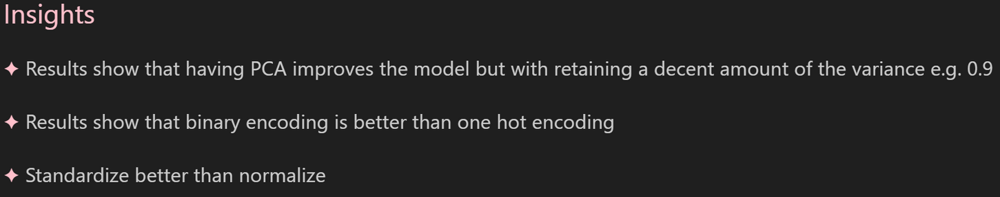 Insights
✦ Results show that having PCA improves the model but with retaining a decent amount of the variance e.g. 0.9
✦ Results show that binary encoding is better than one hot encoding
✦ Standardize better than normalize